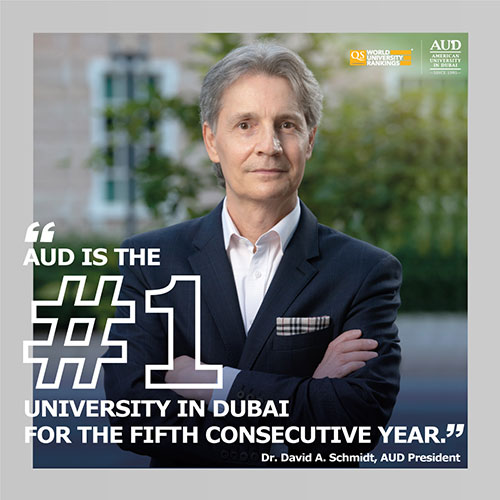 QS WORLD
UNIVERSITY
RANKINGS
AUD
AMERICAN
UNIVERSITY
IN DUBAI
“
AUD IS THE
#1
UNIVERSITY IN DUBAI
FOR THE FIFTH CONSECUTIVE YEAR.”
Dr. David A. Schmidt, AUD President